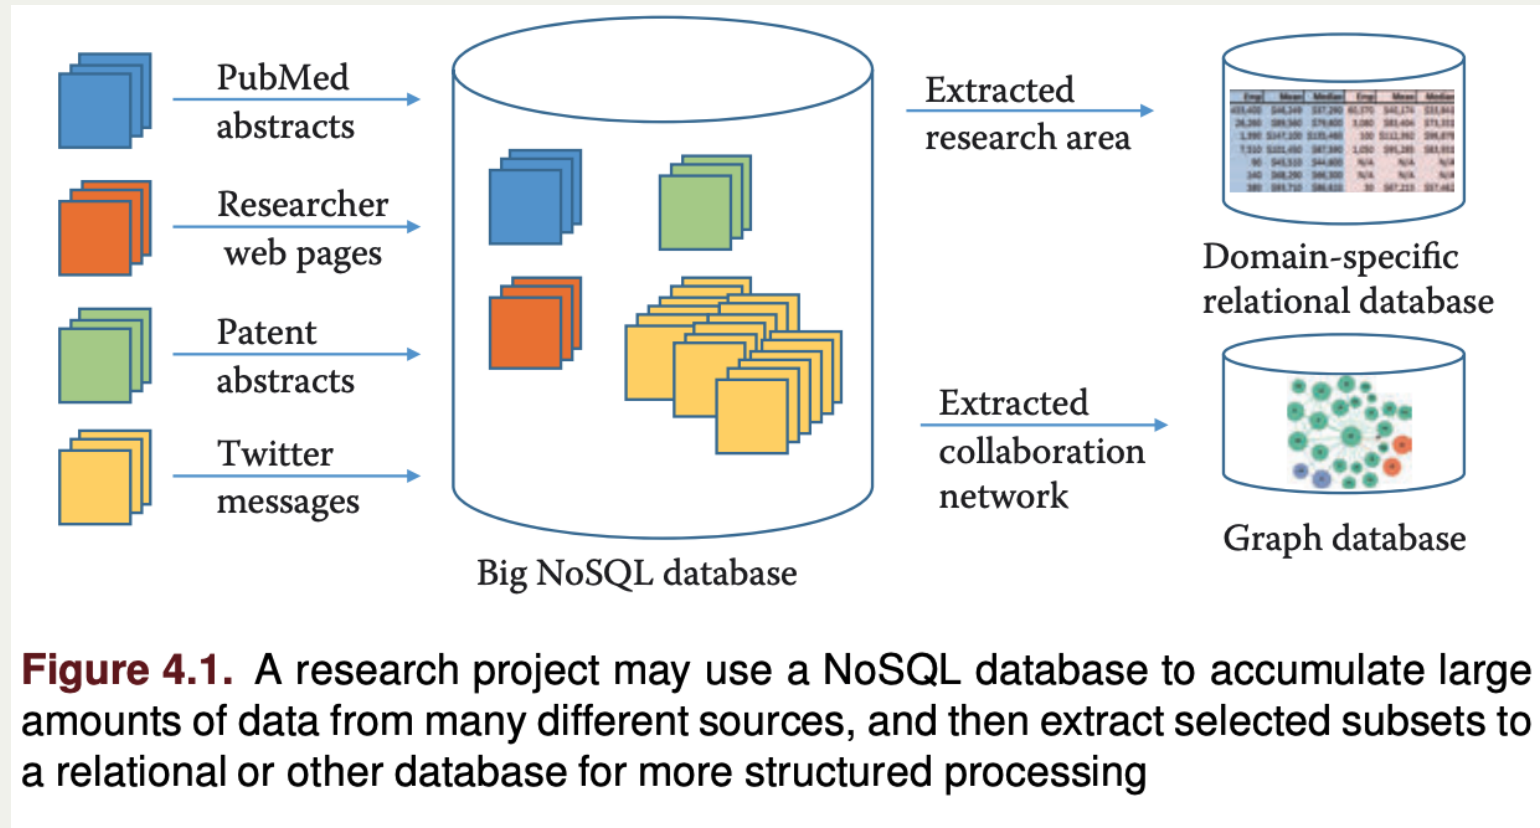 PubMed
abstracts
Researcher
web pages
Patent
abstracts
Twitter
messages
Big NoSQL database
Extracted
research area
Domain-specific
relational database
Extracted
collaboration
network
Graph database
Figure 4.1. A research project may use a NoSQL database to accumulate large
amounts of data from many different sources, and then extract selected subsets to
a relational or other database for more structured processing